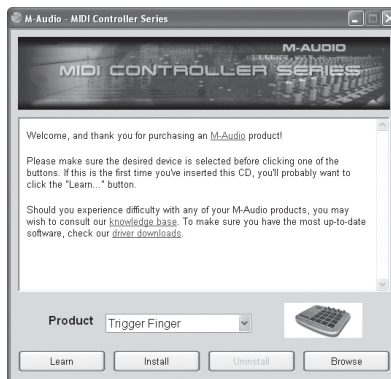 M-Audio - MIDI Controller Series
M-AUDIO
MIDI CONTROLLER SERIES
Welcome, and thank you for purchasing an M-Audio product!
Please make sure the desired device is selected before clicking one of the
buttons. If this is the first time you've inserted this CD, you'll probably want to
click the "Learn..." button.
Should you experience difficulty with any of your M-Audio products, you may
wish to consult our knowledge base. To make sure you have the most up-to-date
software, check our driver downloads.
Product Trigger Finger
Learn Install Uninstall Browse